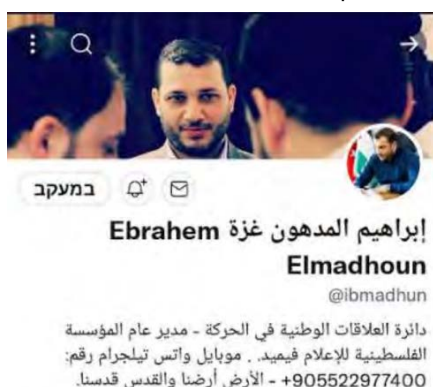 במעקב
إبراهيم المدهون غزة Ebrahem
Elmadhoun
@ibmadhun
دائرة العلاقات الوطنية في الحركة - مدير عام المؤسسة
الفلسطينية للإعلام فيميد. . موبايل واتس تيلجرام رقم:
905522977400+ - الأرض أرضنا والقدس قدسنا.